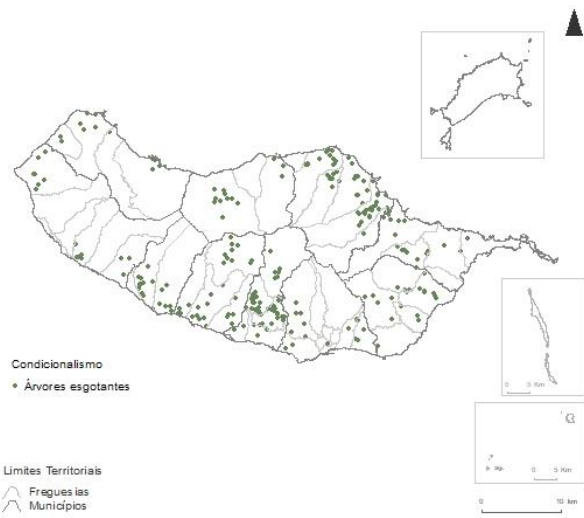 0 5 Km
Condicionalismo
Árvores esgotantes
0 5 Km
Limites Territoriais
Freguesias
Municípios
0 10 km